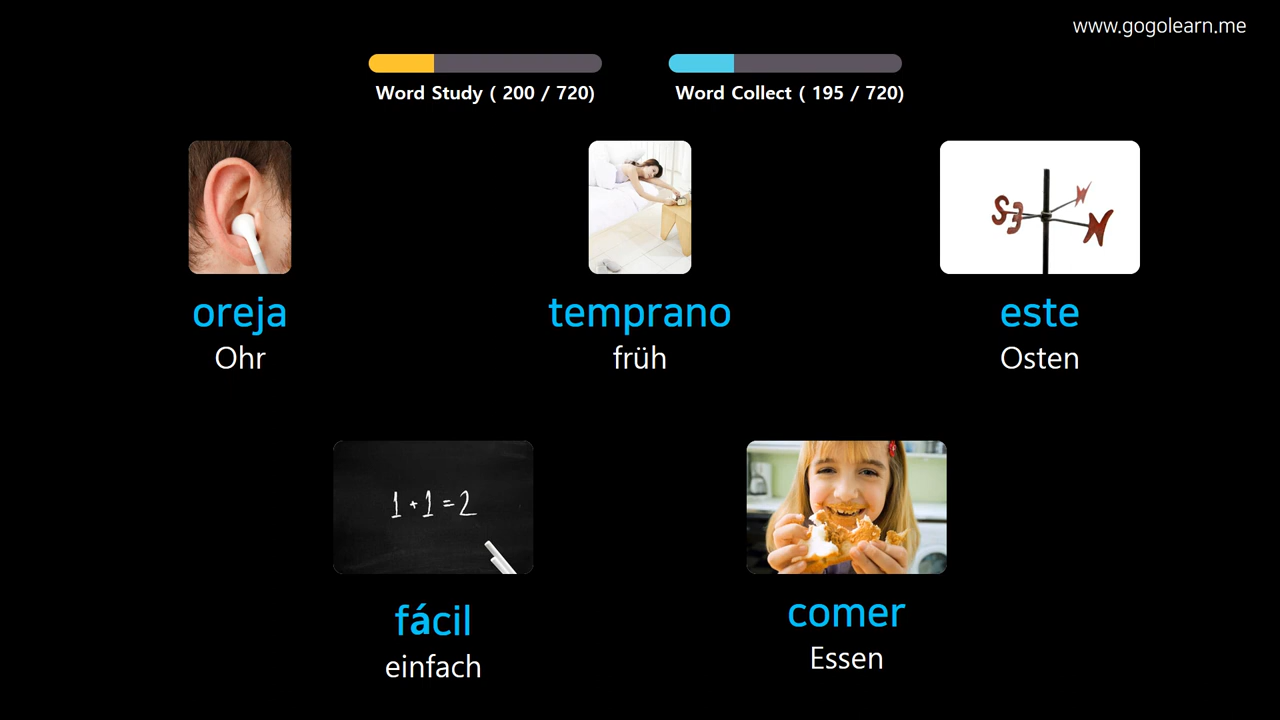 www.gogolearn.me
Word Study ( 200 / 720)
Word Collect ( 195 / 720)
S
N
oreja
temprano
este
Ohr
früh
Osten
1+1=2
fácil
comer
einfach
Essen